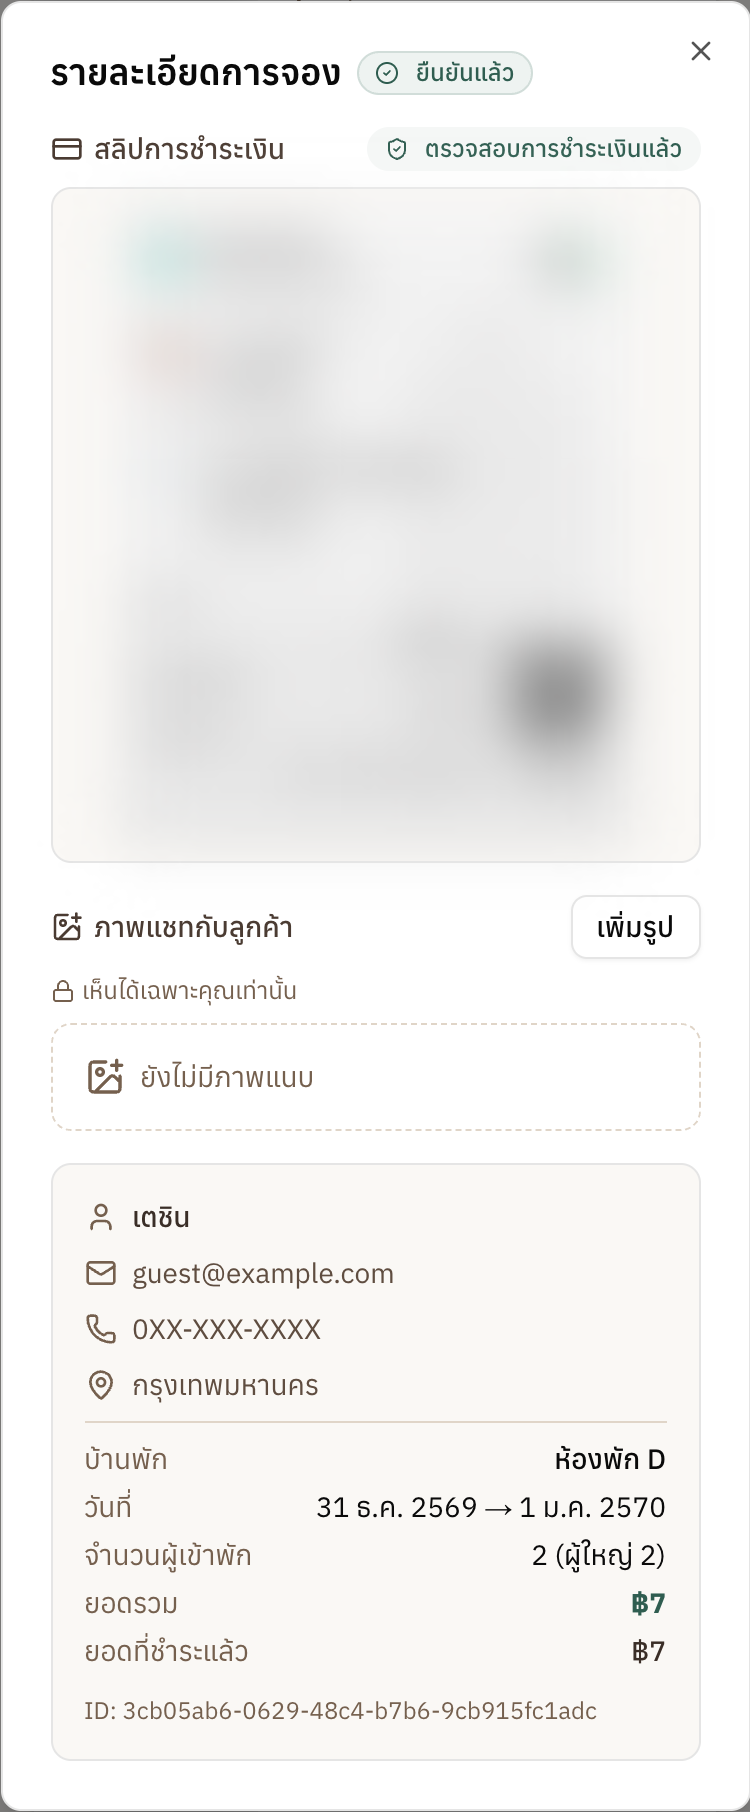 รายละเอียดการจอง
ยืนยันแล้ว
สลิปการชำระเงิน
ตรวจสอบการชำระเงินแล้ว
ภาพแชทกับลูกค้า
เพิ่มรูป
เห็นได้เฉพาะคุณเท่านั้น
ยังไม่มีภาพแนบ
เตชิน
guest@example.com
0XX-XXX-XXXX
กรุงเทพมหานคร
บ้านพัก ห้องพัก D
วันที่ 31 ธ.ค. 2569 → 1 ม.ค. 2570
จำนวนผู้เข้าพัก 2 (ผู้ใหญ่ 2)
ยอดรวม ฿7
ยอดที่ชำระแล้ว ฿7
ID: 3cb05ab6-0629-48c4-b7b6-9cb915fc1adc